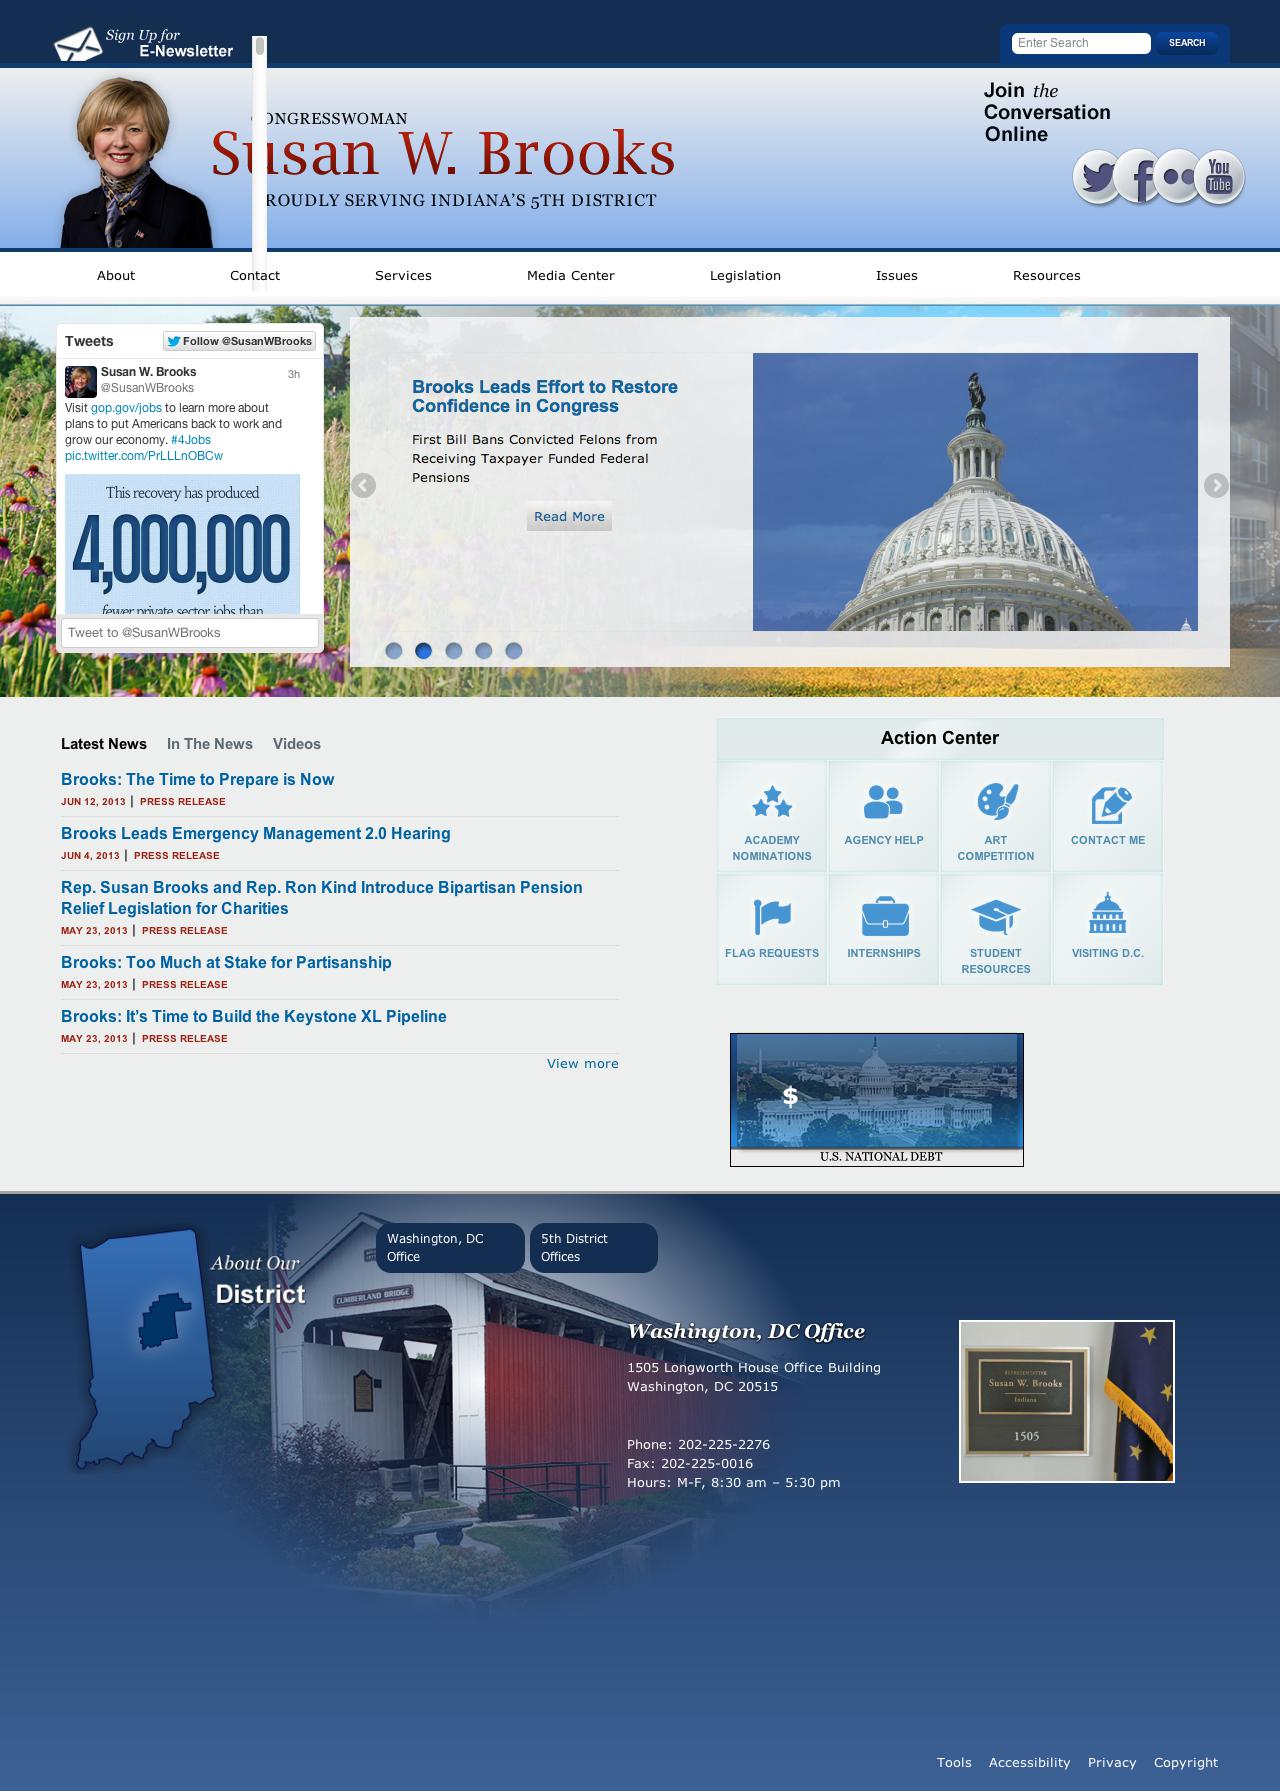 Sign Up for
E-Newsletter
Enter Search
SEARCH
Join the
Conversation
Online
You
Tube
ONGRESSWOMAN
Susan W. Brooks
ROUDLY SERVING INDIANA'S 5TH DISTRICT
About Contact Services Media Center Legislation Issues Resources
Tweets
Follow @SusanWBrooks
Susan W. Brooks 3h
@SusanWBrooks
Visit gop.gov/jobs to learn more about
plans to put Americans back to work and
grow our economy. #4Jobs
pic.twitter.com/PrLLLnOBCw
This recovery has produced
4,000,000
fewer private sector jobs than
Tweet to @SusanWBrooks
Brooks Leads Effort to Restore
Confidence in Congress
First Bill Bans Convicted Felons from
Receiving Taxpayer Funded Federal
Pensions
Read More
Latest News In The News Videos
Brooks: The Time to Prepare is Now
JUN 12, 2013 | PRESS RELEASE
Brooks Leads Emergency Management 2.0 Hearing
JUN 4, 2013 | PRESS RELEASE
Rep. Susan Brooks and Rep. Ron Kind Introduce Bipartisan Pension
Relief Legislation for Charities
MAY 23, 2013 | PRESS RELEASE
Brooks: Too Much at Stake for Partisanship
MAY 23, 2013 | PRESS RELEASE
Brooks: It's Time to Build the Keystone XL Pipeline
MAY 23, 2013 | PRESS RELEASE
View more
Action Center
ACADEMY
NOMINATIONS
AGENCY HELP
ART
COMPETITION
CONTACT ME
FLAG REQUESTS
INTERNSHIPS
STUDENT
RESOURCES
VISITING D.C.
$
U.S. NATIONAL DEBT
About Our
District
Washington, DC
Office
5th District
Offices
CUMBERLAND BRIDGE
Washington, DC Office
1505 Longworth House Office Building
Washington, DC 20515
Phone: 202-225-2276
Fax: 202-225-0016
Hours: M-F, 8:30 am – 5:30 pm
REPRESENTATIVE
Susan W. Brooks
Indiana
1505
Tools Accessibility Privacy Copyright